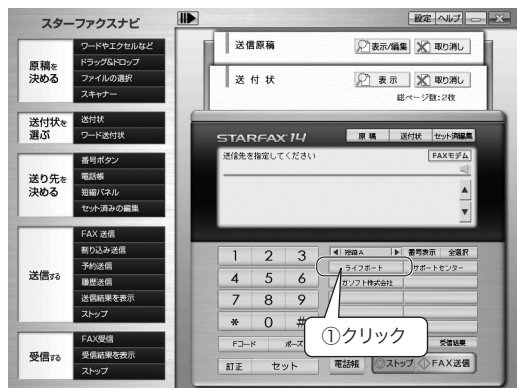 スターファクスナビ
設定 ヘルプ
原稿を決める
ワードやエクセルなど
ドラッグ&ドロップ
ファイルの選択
スキャナー
送付状を選ぶ
送付状
ワード送付状
送り先を決める
番号ボタン
電話帳
短縮パネル
セット済みの編集
送信する
FAX 送信
割り込み送信
予約送信
履歴送信
送信結果を表示
ストップ
受信する
FAX受信
受信結果を表示
ストップ
送信原稿 表示/編集 取り消し
送 付 状 表 示 取り消し
総ページ数:2枚
STARFAX'14 原 稿 送付状 セット済編集
送信先を指定してください FAXモデム
1 2 3
4 5 6
7 8 9
* 0 #
Fコード ポーズ
訂正 セット
短縮A 番号表示 全選択
ライフボート サポートセンター
ガソフト株式会社
①クリック
受信結果
電話帳 ストップ FAX送信